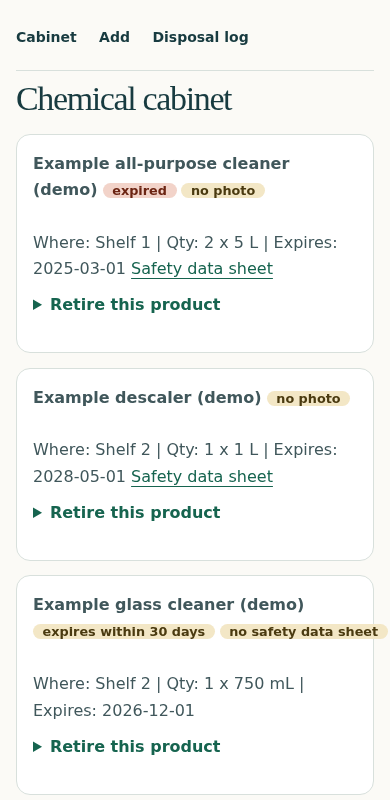 Cabinet Add Disposal log
Chemical cabinet
Example all-purpose cleaner
(demo) expired no photo
Where: Shelf 1 | Qty: 2 x 5 L | Expires:
2025-03-01 Safety data sheet
Retire this product
Example descaler (demo) no photo
Where: Shelf 2 | Qty: 1 x 1 L | Expires:
2028-05-01 Safety data sheet
Retire this product
Example glass cleaner (demo)
expires within 30 days no safety data sheet
Where: Shelf 2 | Qty: 1 x 750 mL |
Expires: 2026-12-01
Retire this product